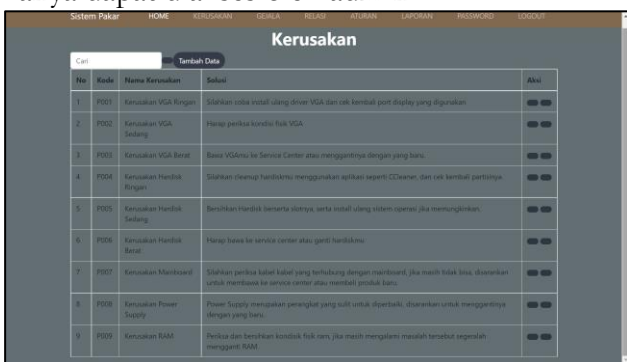 Sistem Pakar HOME KERUSAKAN GEJALA RELASI ATURAN LAPORAN PASSWORD LOGOUT
Kerusakan
Cari Tambah Data
No Kode Nama Kerusakan Solusi Aksi
1 P001 Kerusakan VGA Ringan Silahkan coba install ulang driver VGA dan cek kembali port display yang digunakan.
2 P002 Kerusakan VGA Harap periksa kondisi fisik VGA
Sedang
3 P003 Kerusakan VGA Berat Bawa VGAmu ke Service Center atau menggantinya dengan yang baru.
4 P004 Kerusakan Hardisk Silahkan cleanup hardiskmu menggunakan aplikasi seperti CCleaner, dan cek kembali partisinya.
Ringan
5 P005 Kerusakan Hardisk Bersihkan Hardisk beserta slotnya, serta install ulang sistem operasi jika memungkinkan.
Sedang
6 P006 Kerusakan Hardisk Harap bawa ke service center atau ganti hardiskmu
Berat
7 P007 Kerusakan Mainboard Silahkan periksa kabel kabel yang terhubung dengan mainboard, jika masih tidak bisa, disarankan
untuk membawa ke service center atau membeli produk baru.
8 P008 Kerusakan Power Power Supply merupakan perangkat yang sulit untuk diperbaiki, disarankan untuk menggantinya
Supply dengan yang baru.
9 P009 Kerusakan RAM Periksa dan bersihkan kondisik fisik ram, jika masih mengalami masalah tersebut segeralah
mengganti RAM.